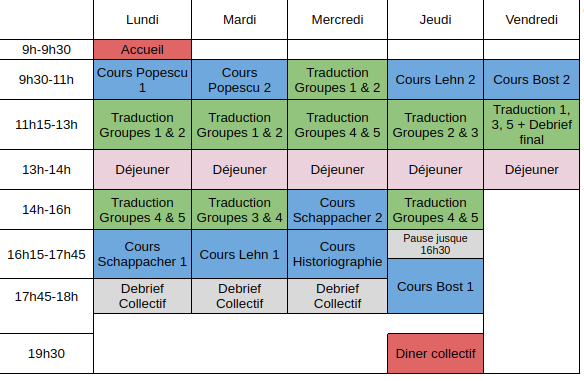 Lundi Mardi Mercredi Jeudi Vendredi
9h-9h30 Accueil
9h30-11h Cours Popescu 1 Cours Popescu 2 Traduction Groupes 1 & 2 Cours Lehn 2 Cours Bost 2
11h15-13h Traduction Groupes 1 & 2 Traduction Groupes 1 & 2 Traduction Groupes 4 & 5 Traduction Groupes 2 & 3 Traduction 1, 3, 5 + Debrief final
13h-14h Déjeuner Déjeuner Déjeuner Déjeuner Déjeuner
14h-16h Traduction Groupes 4 & 5 Traduction Groupes 3 & 4 Cours Schappacher 2 Traduction Groupes 4 & 5
16h15-17h45 Cours Schappacher 1 Cours Lehn 1 Cours Historiographie Pause jusque 16h30
17h45-18h Debrief Collectif Debrief Collectif Debrief Collectif Cours Bost 1
19h30 Diner collectif